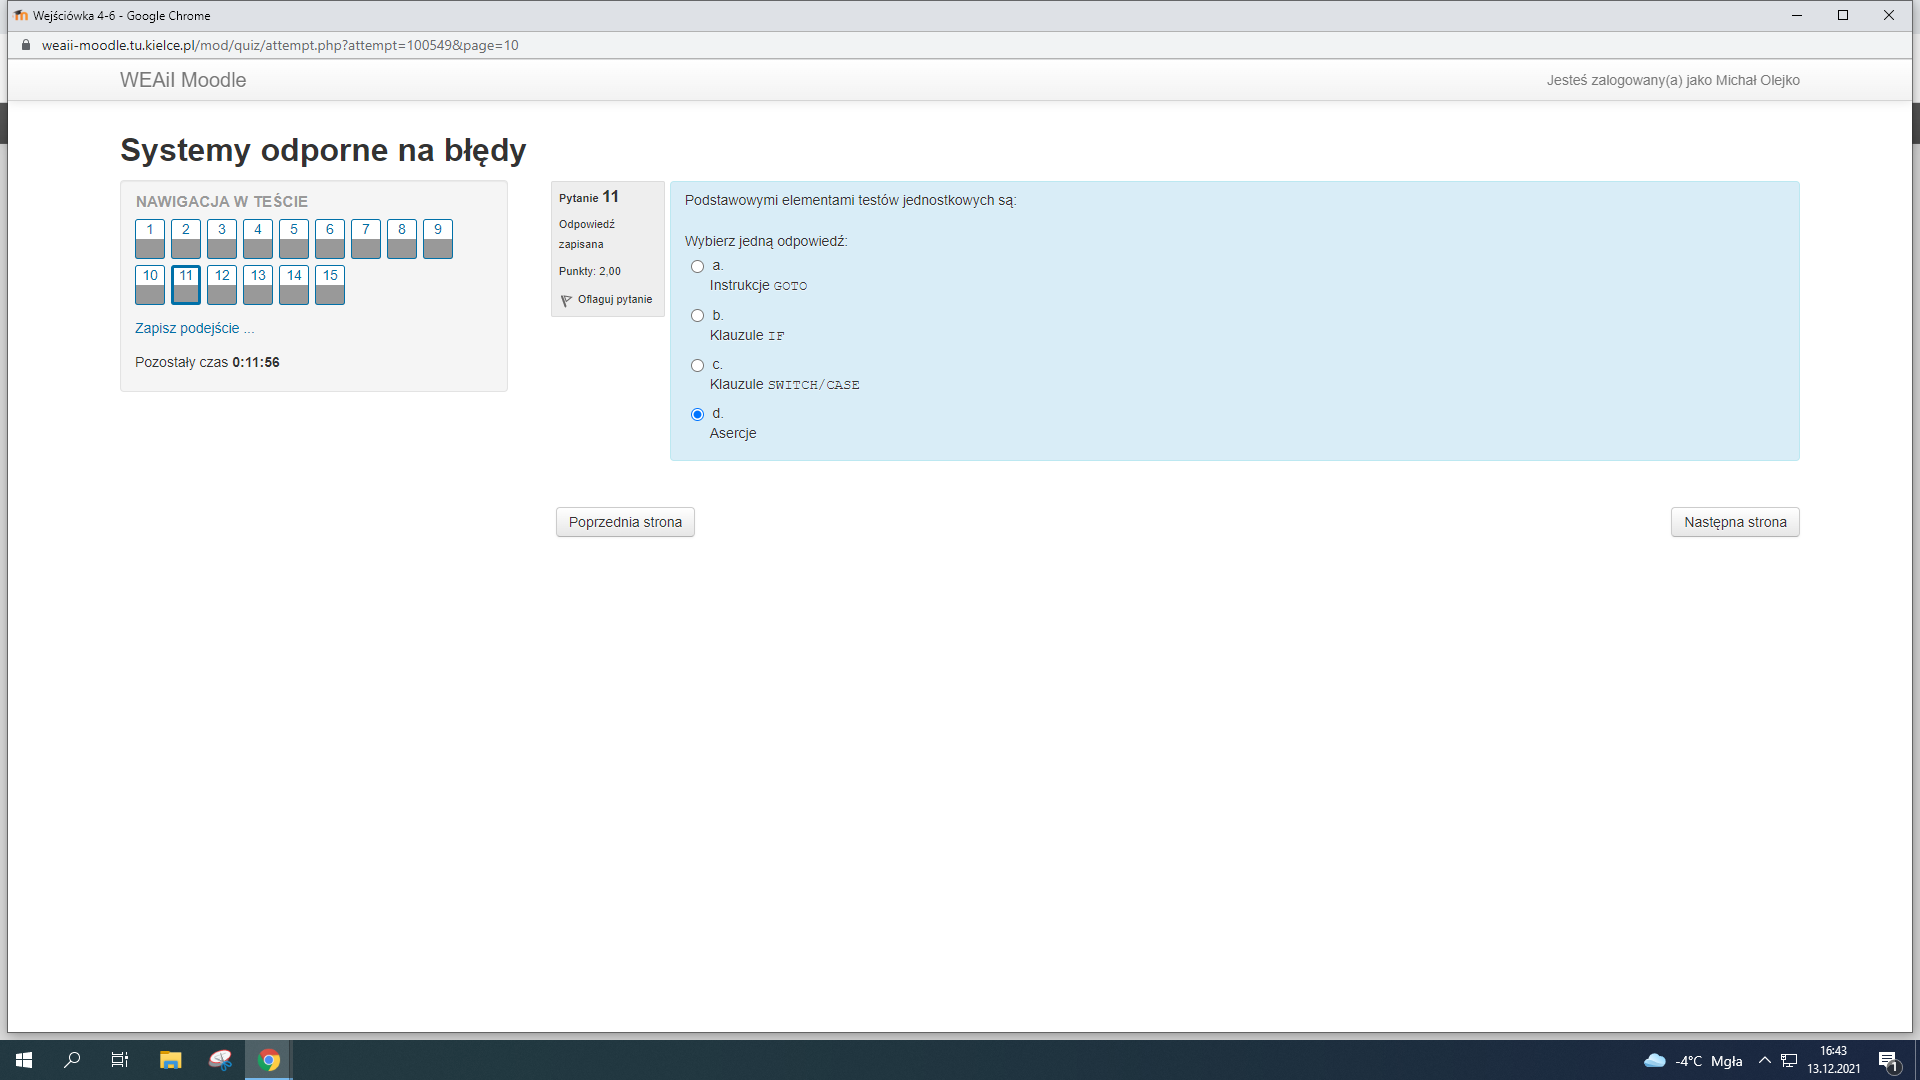 Wejściówka 4-6 - Google Chrome
weaii-moodle.tu.kielce.pl/mod/quiz/attempt.php?attempt=100549&page=10
WEAiI Moodle
Jesteś zalogowany(a) jako Michał Olejko
Systemy odporne na błędy
NAWIGACJA W TEŚCIE
1 2 3 4 5 6 7 8 9
10 11 12 13 14 15
Zapisz podejście ...
Pozostały czas 0:11:56
Pytanie 11
Odpowiedź
zapisana
Punkty: 2,00
Oflaguj pytanie
Podstawowymi elementami testów jednostkowych są:
Wybierz jedną odpowiedź:
a.
Instrukcje GOTO
b.
Klauzule IF
c.
Klauzule SWITCH/CASE
d.
Asercje
Poprzednia strona
Następna strona
-4°C Mgła
16:43
13.12.2021
1